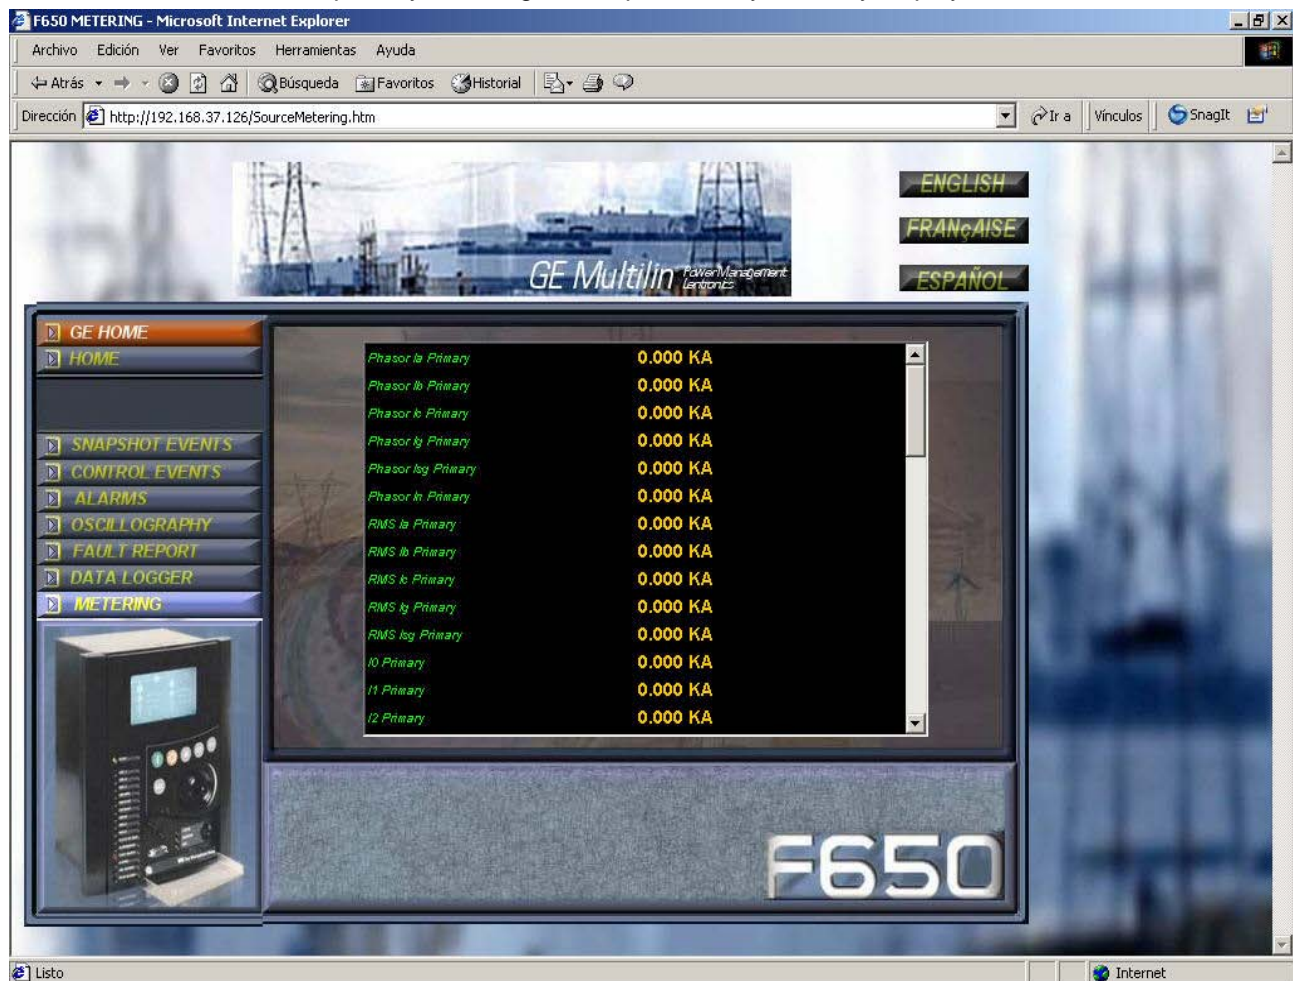 F650 METERING - Microsoft Internet Explorer
Archivo Edición Ver Favoritos Herramientas Ayuda
Atrás Búsqueda Favoritos Historial
Dirección http://192.168.37.126/SourceMetering.htm Ir a Vínculos SnagIt
GE Multilin PowerManagement
Lentronics
ENGLISH
FRANçAISE
ESPAÑOL
GE HOME
HOME
SNAPSHOT EVENTS
CONTROL EVENTS
ALARMS
OSCILLOGRAPHY
FAULT REPORT
DATA LOGGER
METERING
Phasor Ia Primary 0.000 KA
Phasor Ib Primary 0.000 KA
Phasor Ic Primary 0.000 KA
Phasor Ig Primary 0.000 KA
Phasor Isg Primary 0.000 KA
Phasor In Primary 0.000 KA
RMS Ia Primary 0.000 KA
RMS Ib Primary 0.000 KA
RMS Ic Primary 0.000 KA
RMS Ig Primary 0.000 KA
RMS Isg Primary 0.000 KA
I0 Primary 0.000 KA
I1 Primary 0.000 KA
I2 Primary 0.000 KA
F650
Listo Internet